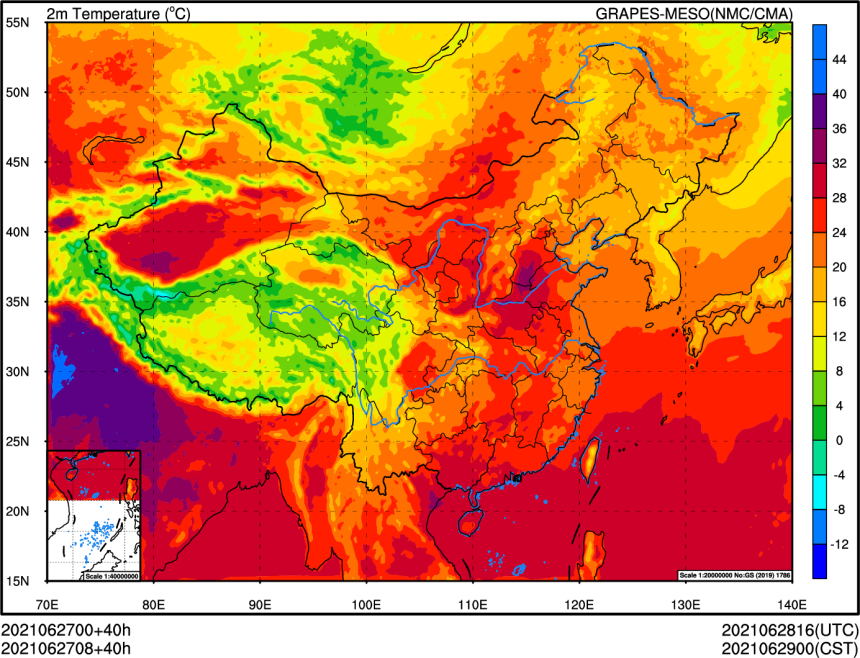 2m Temperature (°C) GRAPES-MESO(NMC/CMA)
55N
50N
45N
40N
35N
30N
25N
20N
15N
70E 80E 90E 100E 110E 120E 130E 140E
44
40
36
32
28
24
20
16
12
8
4
0
-4
-8
-12
Scale 1:40000000
Scale 1:20000000 No:GS (2019) 1786
2021062700+40h 2021062816(UTC)
2021062708+40h 2021062900(CST)